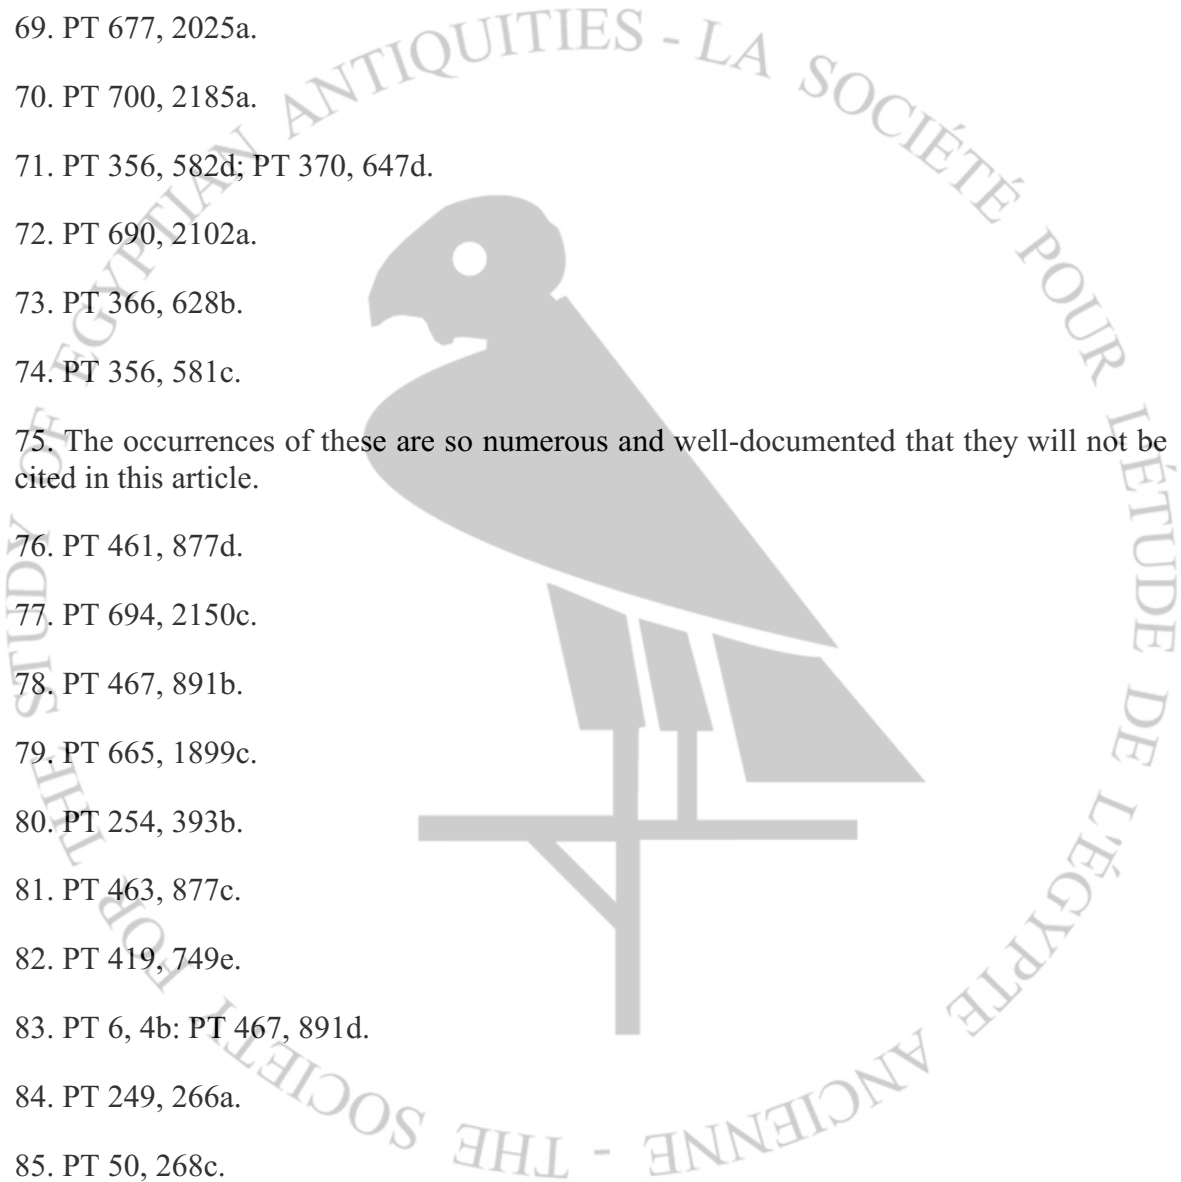 69. PT 677, 2025a.
70. PT 700, 2185a.
71. PT 356, 582d; PT 370, 647d.
72. PT 690, 2102a.
73. PT 366, 628b.
74. PT 356, 581c.
75. The occurrences of these are so numerous and well-documented that they will not be
cited in this article.
76. PT 461, 877d.
77. PT 694, 2150c.
78. PT 467, 891b.
79. PT 665, 1899c.
80. PT 254, 393b.
81. PT 463, 877c.
82. PT 419, 749e.
83. PT 6, 4b: PT 467, 891d.
84. PT 249, 266a.
85. PT 50, 268c.
THE SOCIETY FOR THE STUDY OF EGYPTIAN ANTIQUITIES - LA SOCIÉTÉ POUR L'ÉTUDE DE L'ÉGYPTE ANCIENNE -